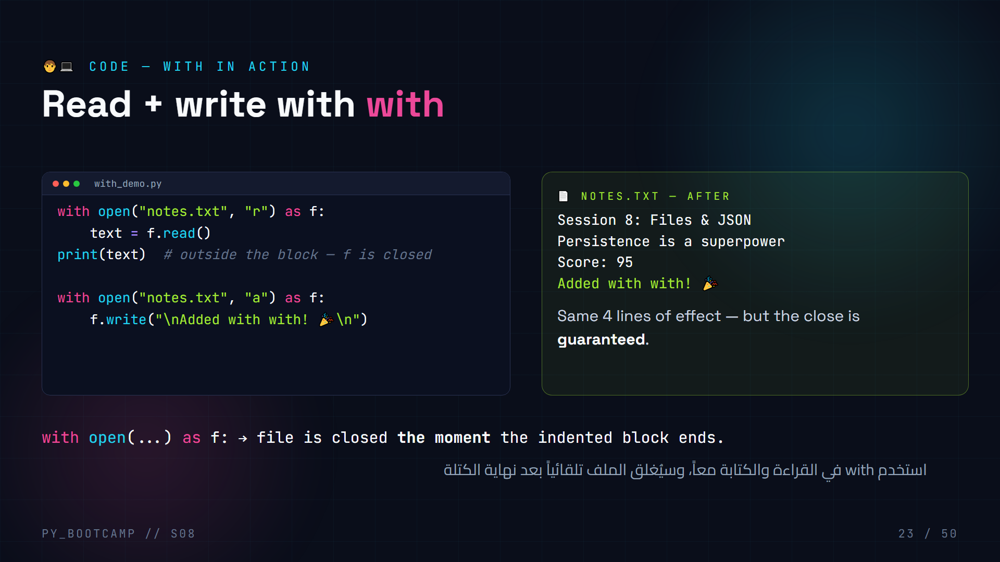 🧑💻 CODE — WITH IN ACTION
Read + write with with
with_demo.py
with open("notes.txt", "r") as f:
    text = f.read()
print(text)  # outside the block — f is closed
with open("notes.txt", "a") as f:
    f.write("\nAdded with with! 🎉\n")
📄 NOTES.TXT — AFTER
Session 8: Files & JSON
Persistence is a superpower
Score: 95
Added with with! 🎉
Same 4 lines of effect — but the close is
guaranteed.
with open(...) as f: → file is closed the moment the indented block ends.
استخدم with في القراءة والكتابة معاً، وسيُغلق الملف تلقائياً بعد نهاية الكتلة
PY_BOOTCAMP // S08
23 / 50